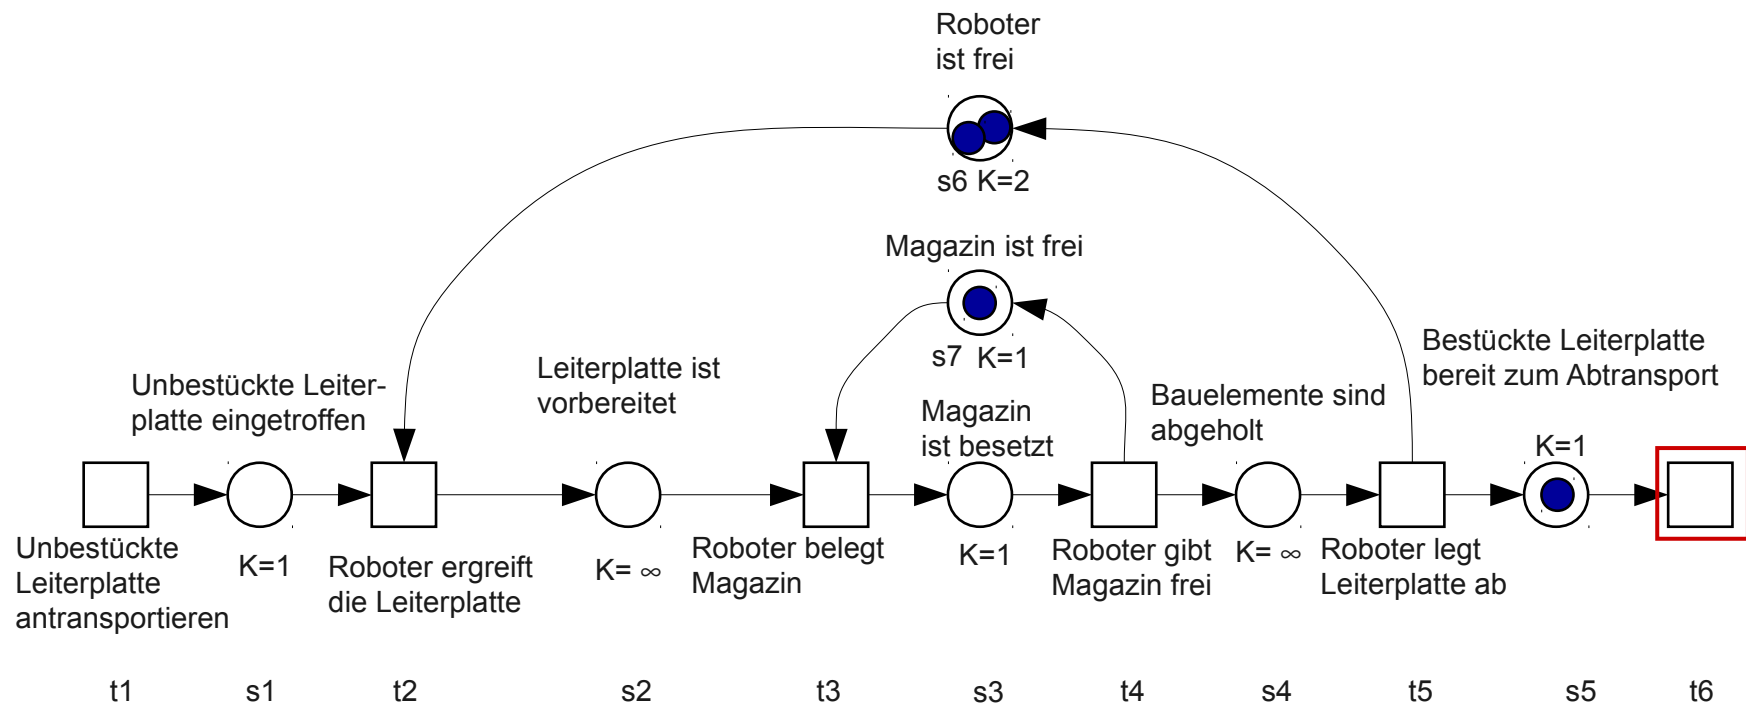 Roboter
ist frei
s6 K=2
Magazin ist frei
s7 K=1
Unbestückte Leiter-
platte eingetroffen
Leiterplatte ist
vorbereitet
Magazin
ist besetzt
Bauelemente sind
abgeholt
Bestückte Leiterplatte
bereit zum Abtransport
K=1
Unbestückte
Leiterplatte
antransportieren
K=1
Roboter ergreift
die Leiterplatte
K= ∞
Roboter belegt
Magazin
K=1
Roboter gibt
Magazin frei
K= ∞
Roboter legt
Leiterplatte ab
t1 s1 t2 s2 t3 s3 t4 s4 t5 s5 t6